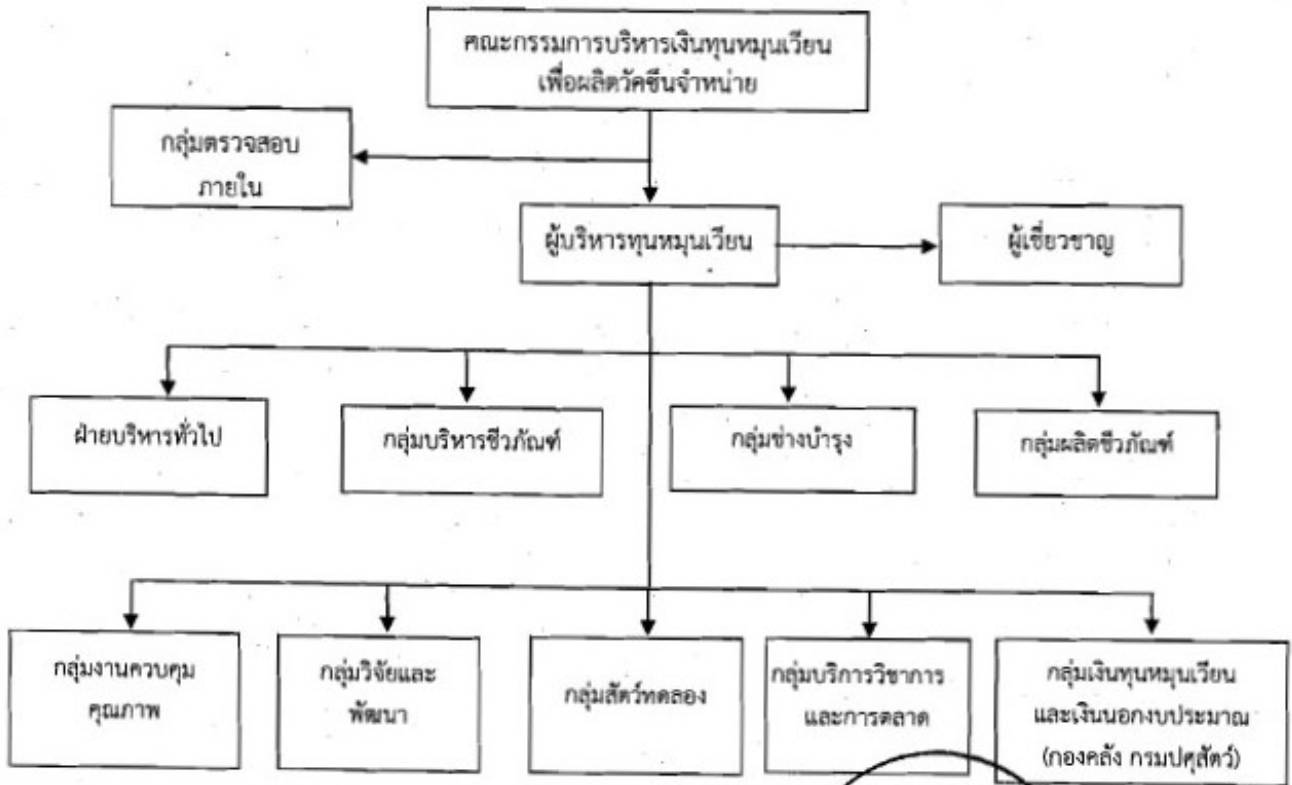 คณะกรรมการบริหารเงินทุนหมุนเวียน
เพื่อผลิตวัคซีนจำหน่าย
กลุ่มตรวจสอบ
ภายใน
ผู้บริหารทุนหมุนเวียน
ผู้เชี่ยวชาญ
ฝ่ายบริหารทั่วไป
กลุ่มบริหารชีวภัณฑ์
กลุ่มช่างบำรุง
กลุ่มผลิตชีวภัณฑ์
กลุ่มงานควบคุม
คุณภาพ
กลุ่มวิจัยและ
พัฒนา
กลุ่มสัตว์ทดลอง
กลุ่มบริการวิชาการ
และการตลาด
กลุ่มเงินทุนหมุนเวียน
และเงินนอกงบประมาณ
(กองคลัง กรมปศุสัตว์)